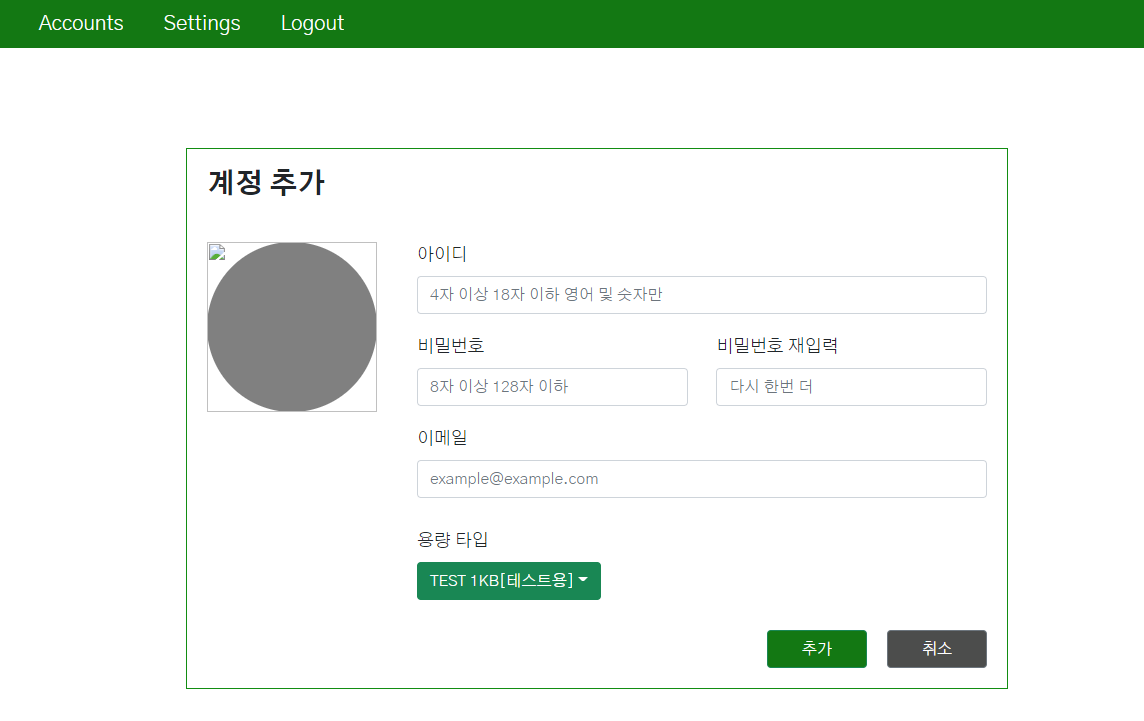 Accounts Settings Logout
계정 추가
아이디
4자 이상 18자 이하 영어 및 숫자만
비밀번호 비밀번호 재입력
8자 이상 128자 이하 다시 한번 더
이메일
example@example.com
용량 타입
TEST 1KB[테스트용]
추가 취소